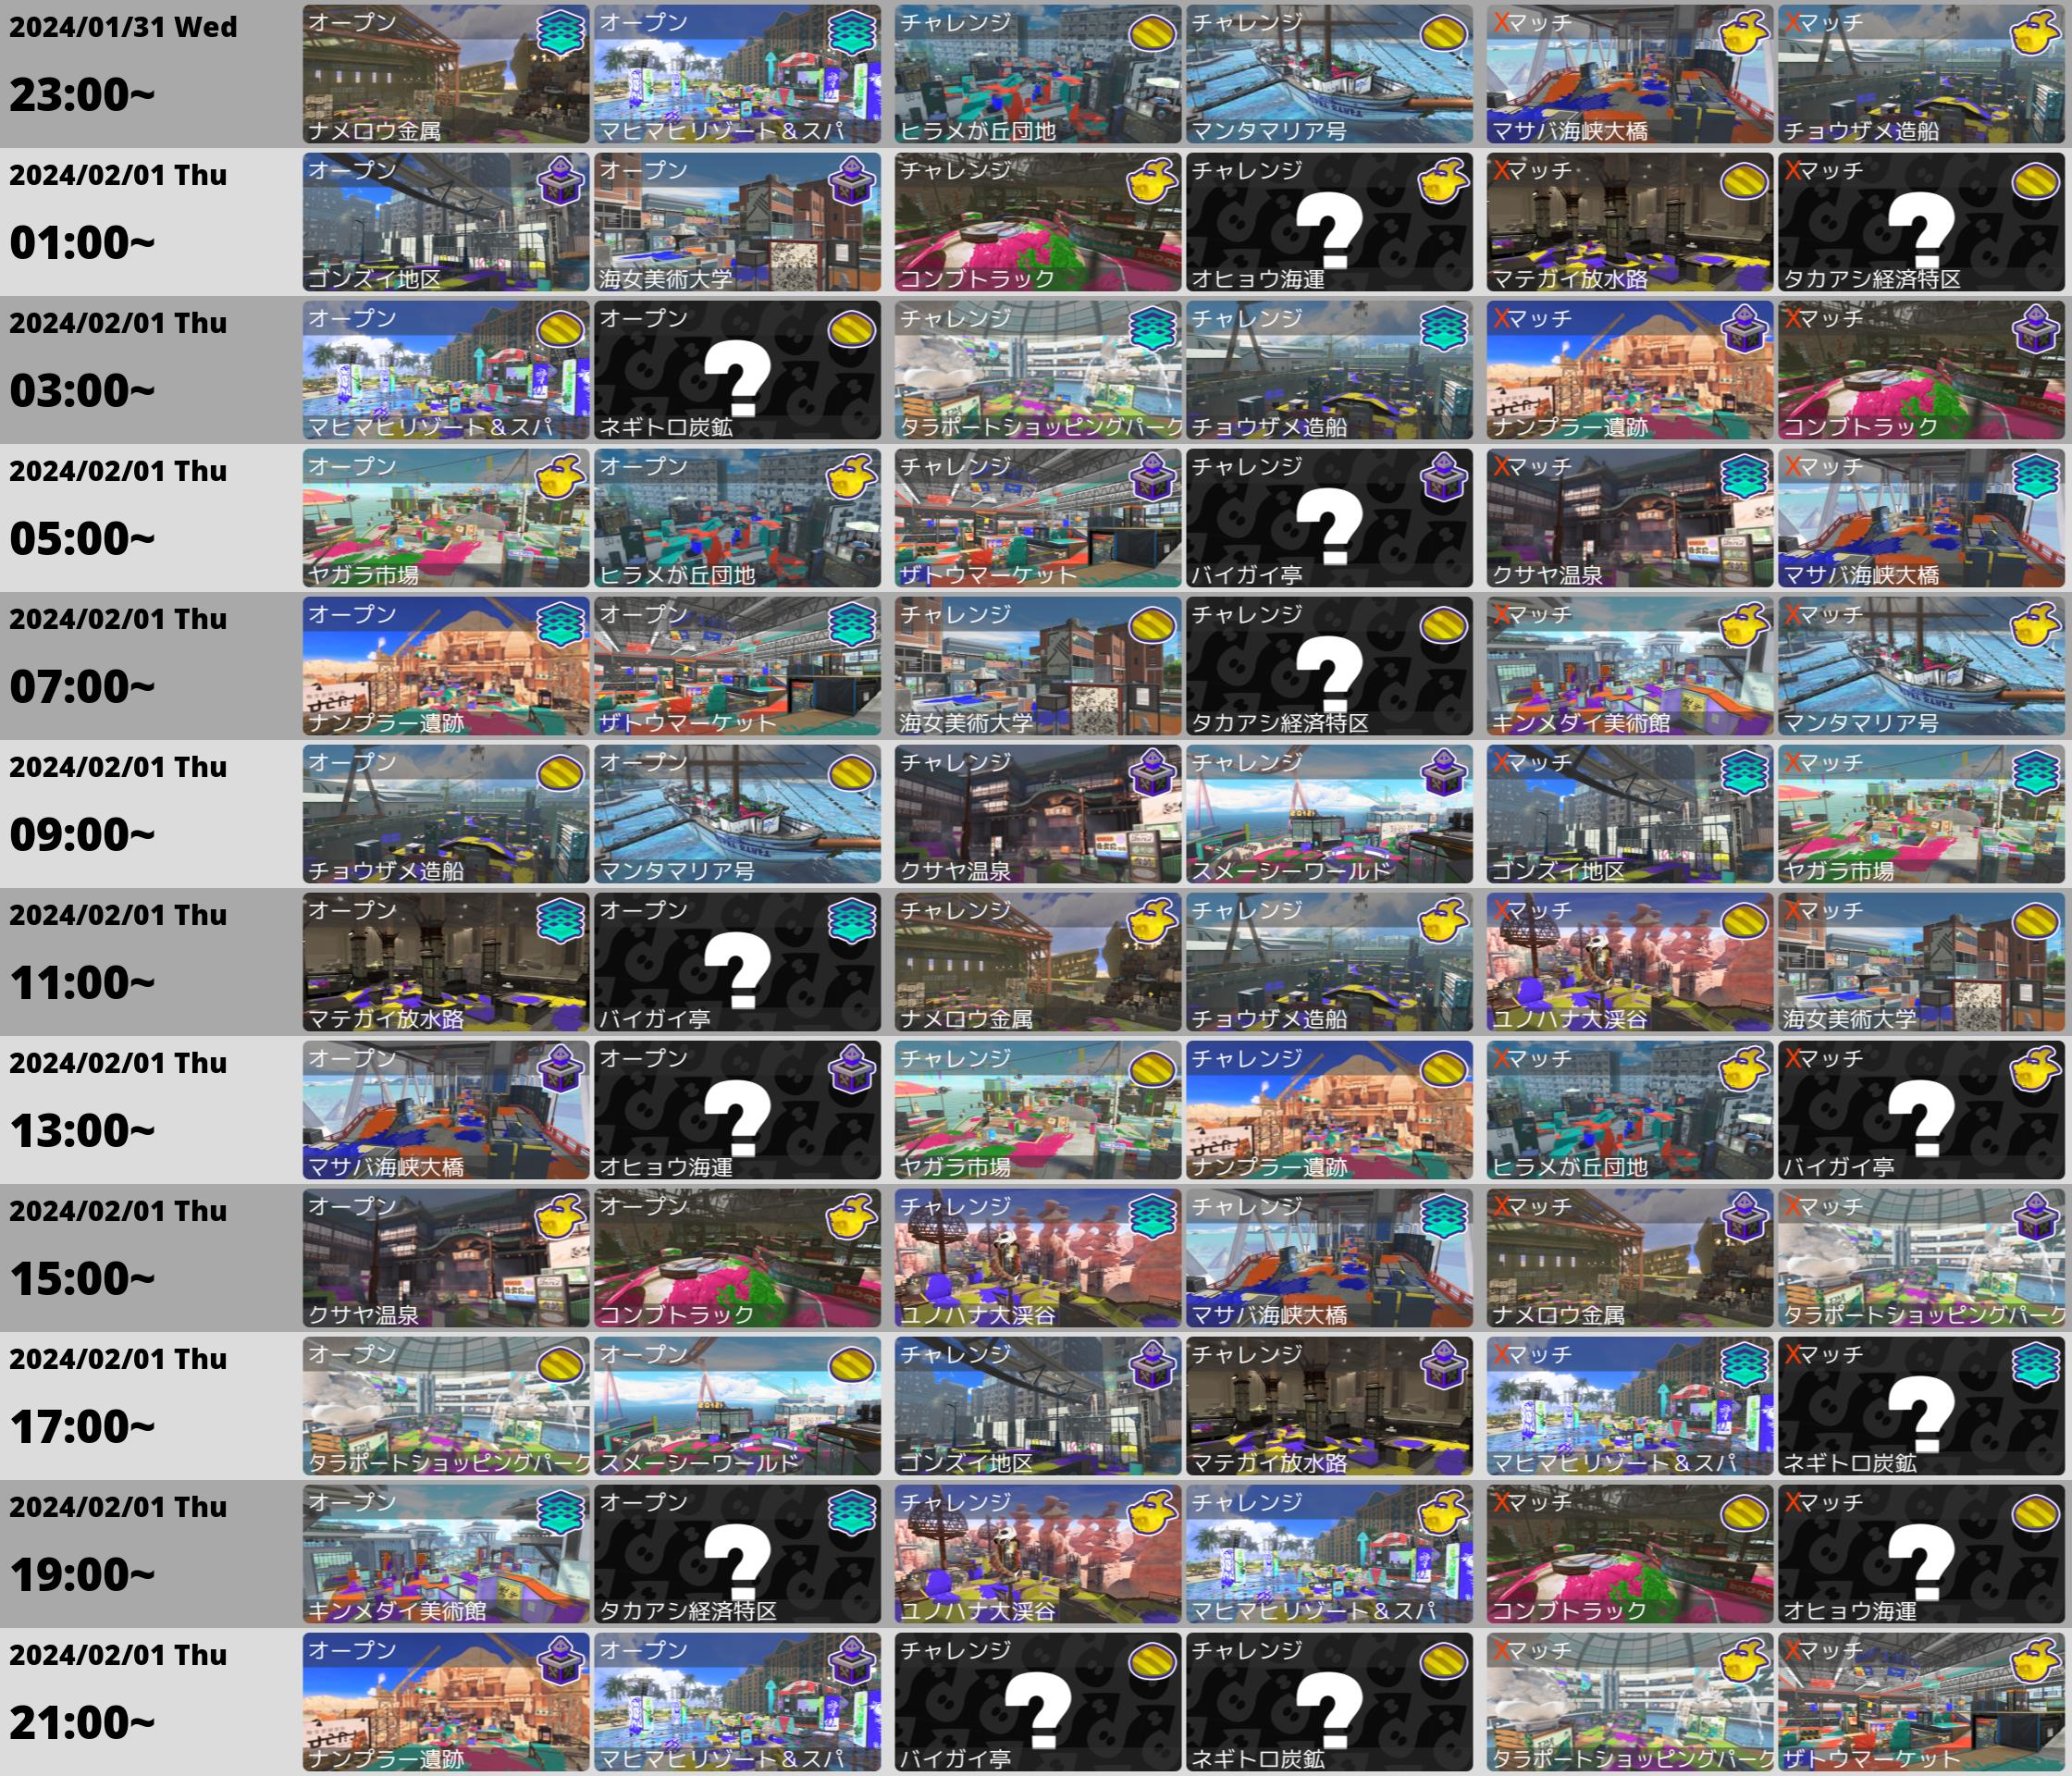 2024/01/31 Wed
23:00~
オープン
ナメロウ金属
オープン
マヒマヒリゾート＆スパ
チャレンジ
ヒラメが丘団地
チャレンジ
マンタマリア号
Xマッチ
マサバ海峡大橋
Xマッチ
チョウザメ造船
2024/02/01 Thu
01:00~
オープン
ゴンズイ地区
オープン
海女美術大学
チャレンジ
コンブトラック
チャレンジ
?
オヒョウ海運
Xマッチ
マテガイ放水路
Xマッチ
?
タカアシ経済特区
2024/02/01 Thu
03:00~
オープン
マヒマヒリゾート＆スパ
オープン
?
ネギトロ炭鉱
チャレンジ
タラポートショッピングパーク
チャレンジ
チョウザメ造船
Xマッチ
ナンプラー遺跡
Xマッチ
コンブトラック
2024/02/01 Thu
05:00~
オープン
ヤガラ市場
オープン
ヒラメが丘団地
チャレンジ
ザトウマーケット
チャレンジ
?
バイガイ亭
Xマッチ
クサヤ温泉
Xマッチ
マサバ海峡大橋
2024/02/01 Thu
07:00~
オープン
ナンプラー遺跡
オープン
ザトウマーケット
チャレンジ
海女美術大学
チャレンジ
?
タカアシ経済特区
Xマッチ
キンメダイ美術館
Xマッチ
マンタマリア号
2024/02/01 Thu
09:00~
オープン
チョウザメ造船
オープン
マンタマリア号
チャレンジ
クサヤ温泉
チャレンジ
スメーシーワールド
Xマッチ
ゴンズイ地区
Xマッチ
ヤガラ市場
2024/02/01 Thu
11:00~
オープン
マテガイ放水路
オープン
?
バイガイ亭
チャレンジ
ナメロウ金属
チャレンジ
チョウザメ造船
Xマッチ
ユノハナ大渓谷
Xマッチ
海女美術大学
2024/02/01 Thu
13:00~
オープン
マサバ海峡大橋
オープン
?
オヒョウ海運
チャレンジ
ヤガラ市場
チャレンジ
ナンプラー遺跡
Xマッチ
ヒラメが丘団地
Xマッチ
?
バイガイ亭
2024/02/01 Thu
15:00~
オープン
クサヤ温泉
オープン
コンブトラック
チャレンジ
ユノハナ大渓谷
チャレンジ
マサバ海峡大橋
Xマッチ
ナメロウ金属
Xマッチ
タラポートショッピングパーク
2024/02/01 Thu
17:00~
オープン
タラポートショッピングパーク
オープン
スメーシーワールド
チャレンジ
ゴンズイ地区
チャレンジ
マテガイ放水路
Xマッチ
マヒマヒリゾート＆スパ
Xマッチ
?
ネギトロ炭鉱
2024/02/01 Thu
19:00~
オープン
キンメダイ美術館
オープン
?
タカアシ経済特区
チャレンジ
ユノハナ大渓谷
チャレンジ
マヒマヒリゾート＆スパ
Xマッチ
コンブトラック
Xマッチ
?
オヒョウ海運
2024/02/01 Thu
21:00~
オープン
ナンプラー遺跡
オープン
マヒマヒリゾート＆スパ
チャレンジ
?
バイガイ亭
チャレンジ
?
ネギトロ炭鉱
Xマッチ
タラポートショッピングパーク
Xマッチ
ザトウマーケット